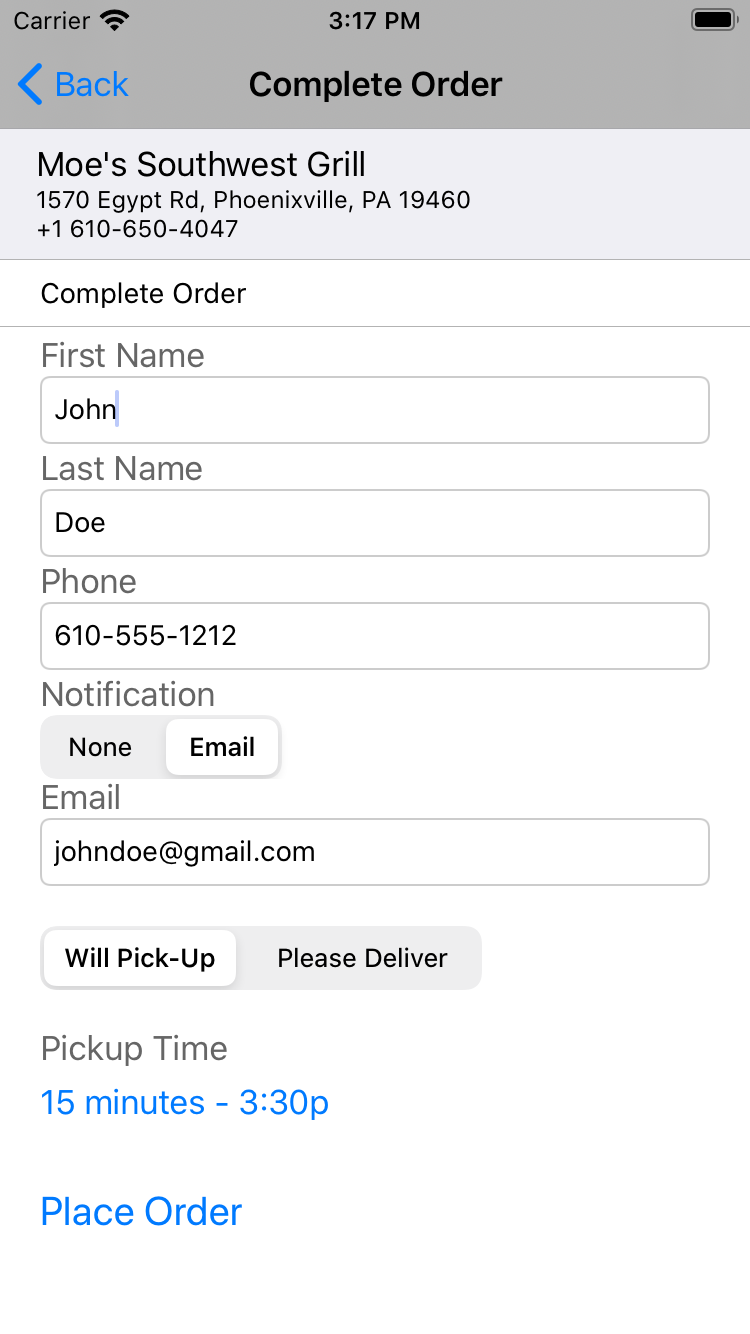 Carrier 3:17 PM
Back Complete Order
Moe's Southwest Grill
1570 Egypt Rd, Phoenixville, PA 19460
+1 610-650-4047
Complete Order
First Name
John
Last Name
Doe
Phone
610-555-1212
Notification
None Email
Email
johndoe@gmail.com
Will Pick-Up Please Deliver
Pickup Time
15 minutes - 3:30p
Place Order